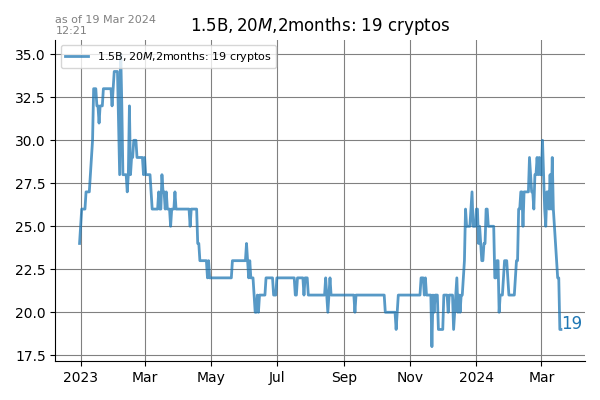 as of 19 Mar 2024
12:21
1.5B, 20M,2months: 19 cryptos
1.5B, 20M,2months: 19 cryptos
35.0
32.5
30.0
27.5
25.0
22.5
20.0
17.5
19
2023 Mar May Jul Sep Nov 2024 Mar